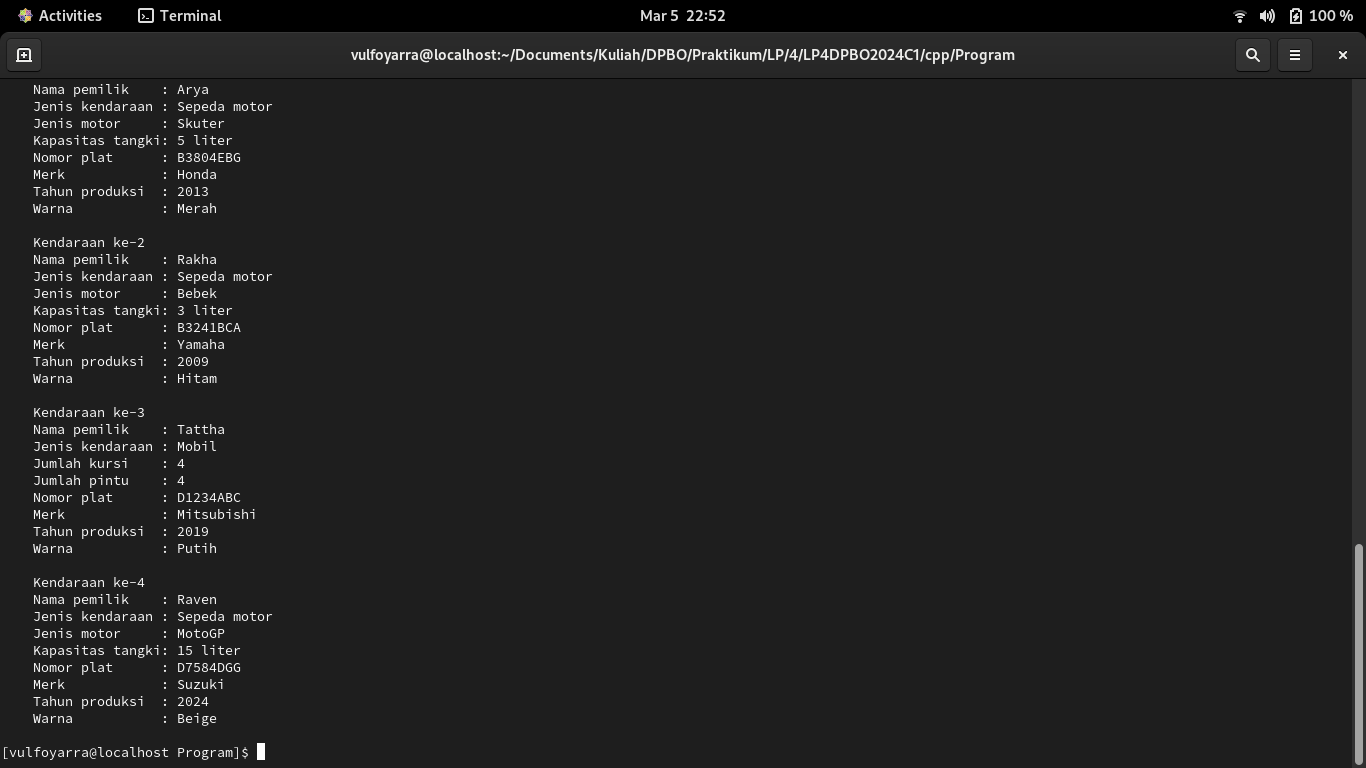 Activities Terminal Mar 5 22:52 100 %
vulfoyarra@localhost:~/Documents/Kuliah/DPBO/Praktikum/LP/4/LP4DPBO2024C1/cpp/Program
Nama pemilik    : Arya
Jenis kendaraan : Sepeda motor
Jenis motor     : Skuter
Kapasitas tangki: 5 liter
Nomor plat      : B3804EBG
Merk            : Honda
Tahun produksi  : 2013
Warna           : Merah
Kendaraan ke-2
Nama pemilik    : Rakha
Jenis kendaraan : Sepeda motor
Jenis motor     : Bebek
Kapasitas tangki: 3 liter
Nomor plat      : B3241BCA
Merk            : Yamaha
Tahun produksi  : 2009
Warna           : Hitam
Kendaraan ke-3
Nama pemilik    : Tattha
Jenis kendaraan : Mobil
Jumlah kursi    : 4
Jumlah pintu    : 4
Nomor plat      : D1234ABC
Merk            : Mitsubishi
Tahun produksi  : 2019
Warna           : Putih
Kendaraan ke-4
Nama pemilik    : Raven
Jenis kendaraan : Sepeda motor
Jenis motor     : MotoGP
Kapasitas tangki: 15 liter
Nomor plat      : D7584DGG
Merk            : Suzuki
Tahun produksi  : 2024
Warna           : Beige
[vulfoyarra@localhost Program]$